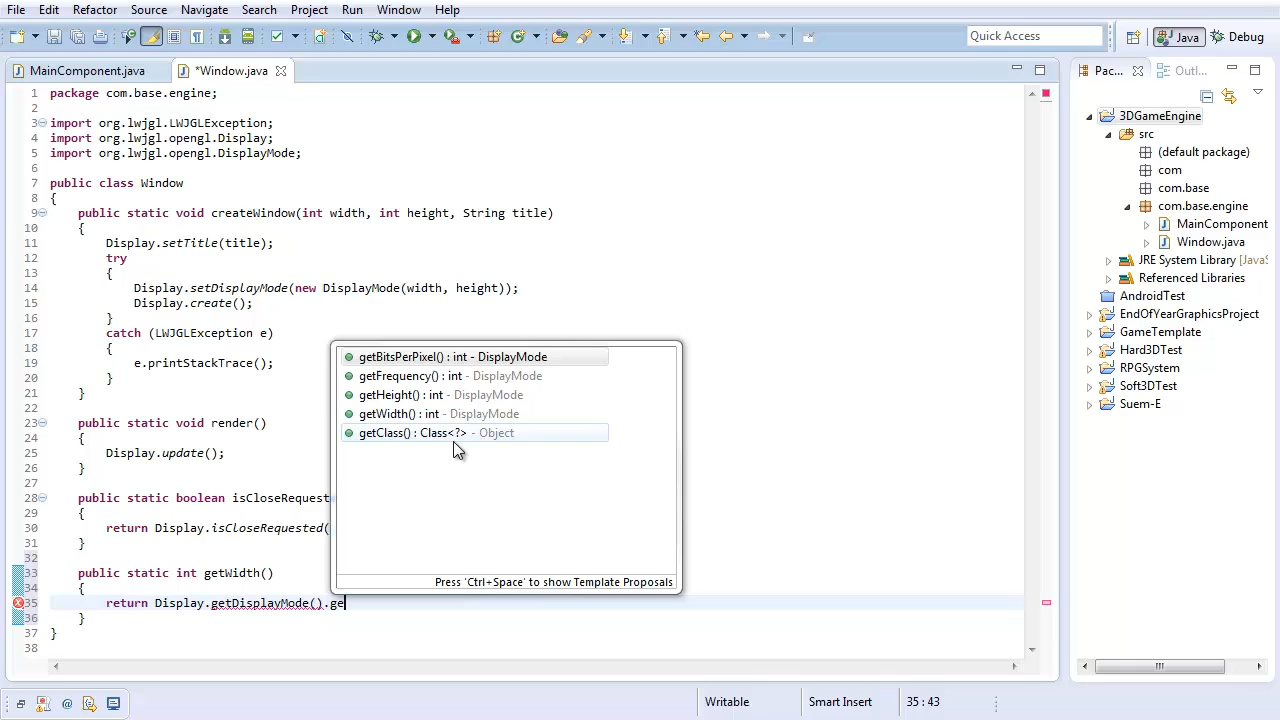 File Edit Refactor Source Navigate Search Project Run Window Help
Quick Access
Java
Debug
MainComponent.java
*Window.java
Pac...
Outl...
1 package com.base.engine;
2
3 import org.lwjgl.LWJGLException;
4 import org.lwjgl.opengl.Display;
5 import org.lwjgl.opengl.DisplayMode;
6
7 public class Window
8 {
9 public static void createWindow(int width, int height, String title)
10 {
11 Display.setTitle(title);
12 try
13 {
14 Display.setDisplayMode(new DisplayMode(width, height));
15 Display.create();
16 }
17 catch (LWJGLException e)
18 {
19 e.printStackTrace();
20 }
21 }
22
23 public static void render()
24 {
25 Display.update();
26 }
27
28 public static boolean isCloseRequest
29 {
30 return Display.isCloseRequested(
31 }
32
33 public static int getWidth()
34 {
35 return Display.getDisplayMode().ge
36 }
37 }
38
getBitsPerPixel() : int - DisplayMode
getFrequency() : int - DisplayMode
getHeight() : int - DisplayMode
getWidth() : int - DisplayMode
getClass() : Class<?> - Object
Press 'Ctrl+Space' to show Template Proposals
3DGameEngine
src
(default package)
com
com.base
com.base.engine
MainComponent
Window.java
JRE System Library [JavaS
Referenced Libraries
AndroidTest
EndOfYearGraphicsProject
GameTemplate
Hard3DTest
RPGSystem
Soft3DTest
Suem-E
Writable
Smart Insert
35 : 43